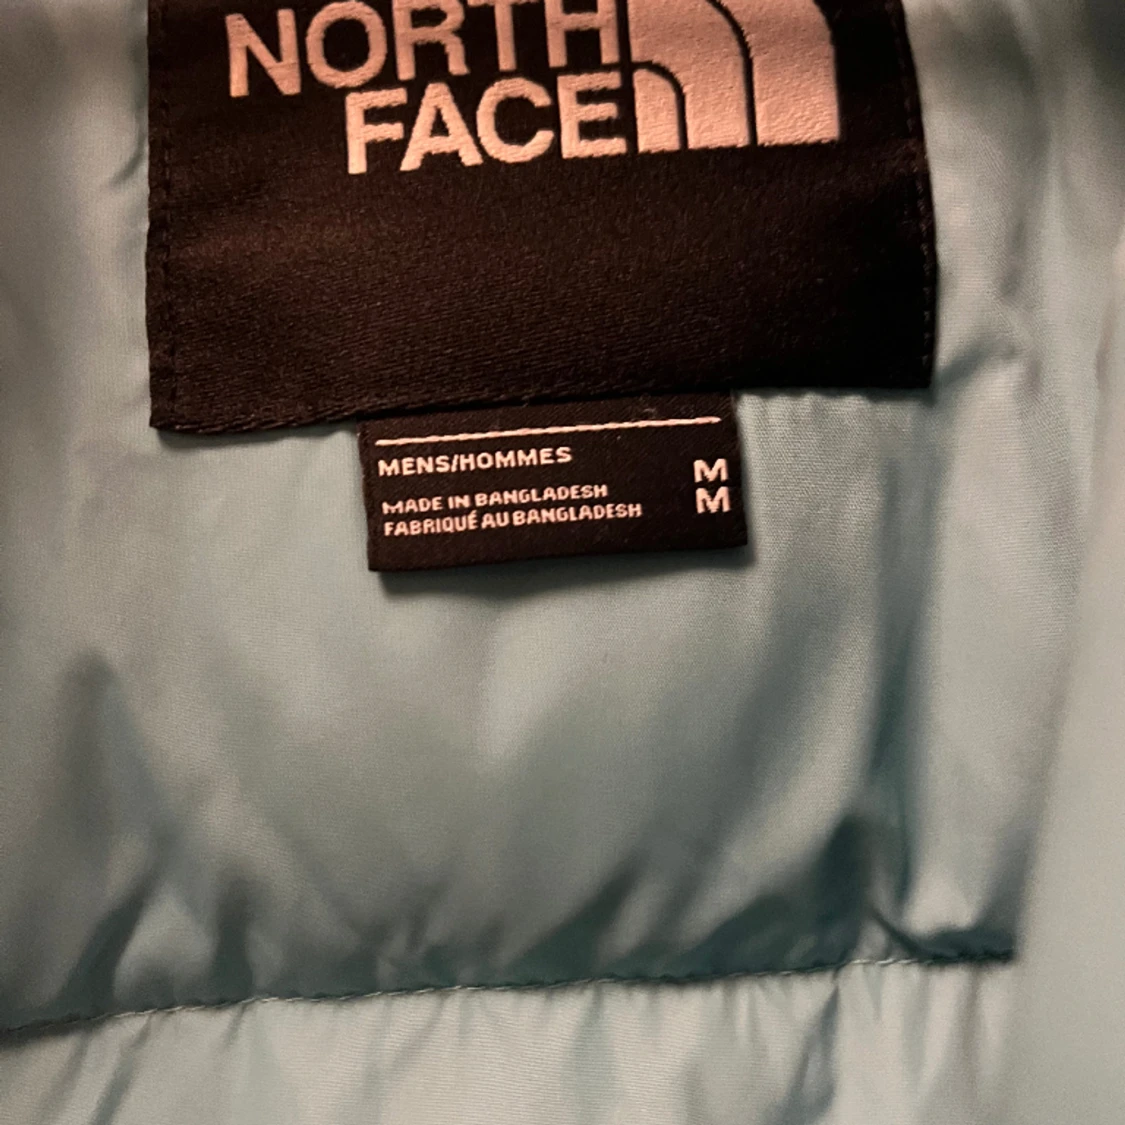 NORTH
FACE
MENS/HOMMES M
MADE IN BANGLADESH M
FABRIQUÉ AU BANGLADESH